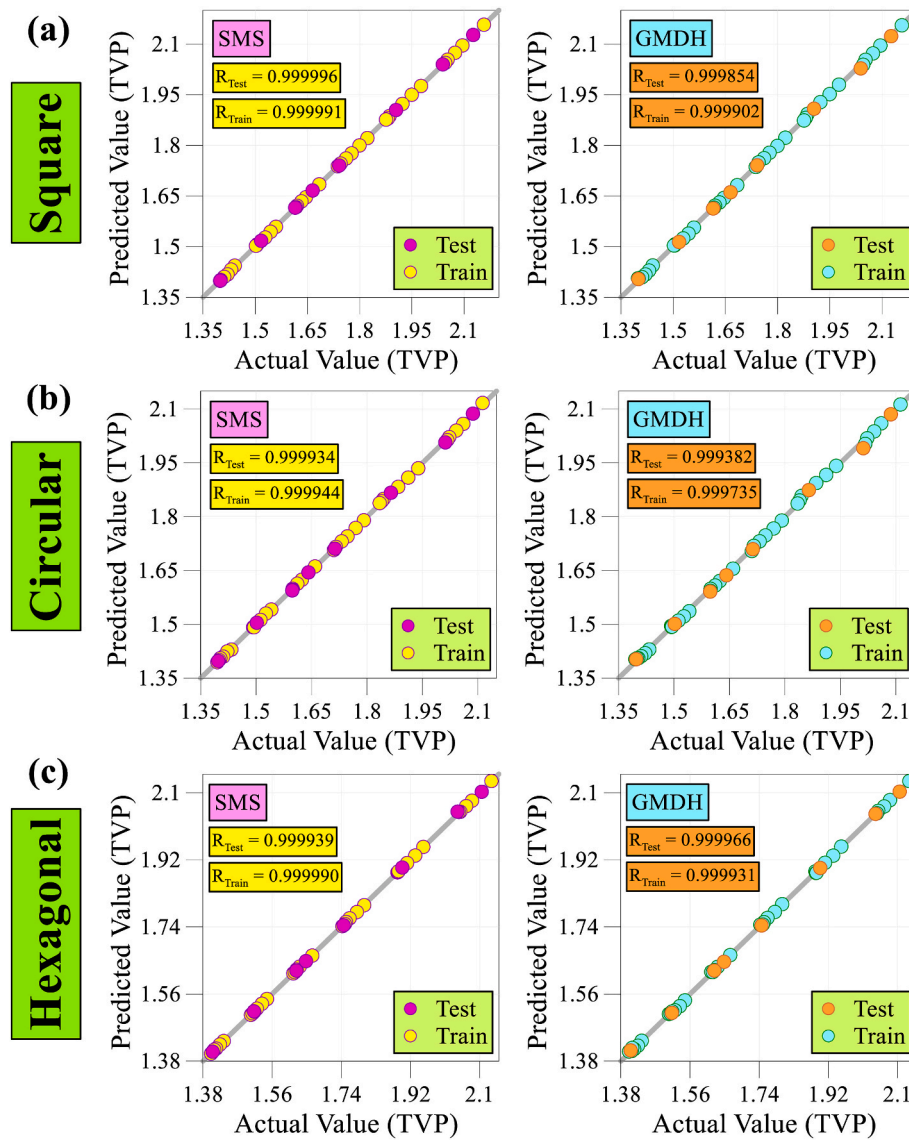 (a)
Square
Predicted Value (TVP)
2.1
1.95
1.8
1.65
1.5
1.35
SMS
R_Test = 0.999996
R_Train = 0.999991
Test
Train
1.35 1.5 1.65 1.8 1.95 2.1
Actual Value (TVP)
Predicted Value (TVP)
2.1
1.95
1.8
1.65
1.5
1.35
GMDH
R_Test = 0.999854
R_Train = 0.999902
Test
Train
1.35 1.5 1.65 1.8 1.95 2.1
Actual Value (TVP)
(b)
Circular
Predicted Value (TVP)
2.1
1.95
1.8
1.65
1.5
1.35
SMS
R_Test = 0.999934
R_Train = 0.999944
Test
Train
1.35 1.5 1.65 1.8 1.95 2.1
Actual Value (TVP)
Predicted Value (TVP)
2.1
1.95
1.8
1.65
1.5
1.35
GMDH
R_Test = 0.999382
R_Train = 0.999735
Test
Train
1.35 1.5 1.65 1.8 1.95 2.1
Actual Value (TVP)
(c)
Hexagonal
Predicted Value (TVP)
2.1
1.92
1.74
1.56
1.38
SMS
R_Test = 0.999939
R_Train = 0.999990
Test
Train
1.38 1.56 1.74 1.92 2.1
Actual Value (TVP)
Predicted Value (TVP)
2.1
1.92
1.74
1.56
1.38
GMDH
R_Test = 0.999966
R_Train = 0.999931
Test
Train
1.38 1.56 1.74 1.92 2.1
Actual Value (TVP)